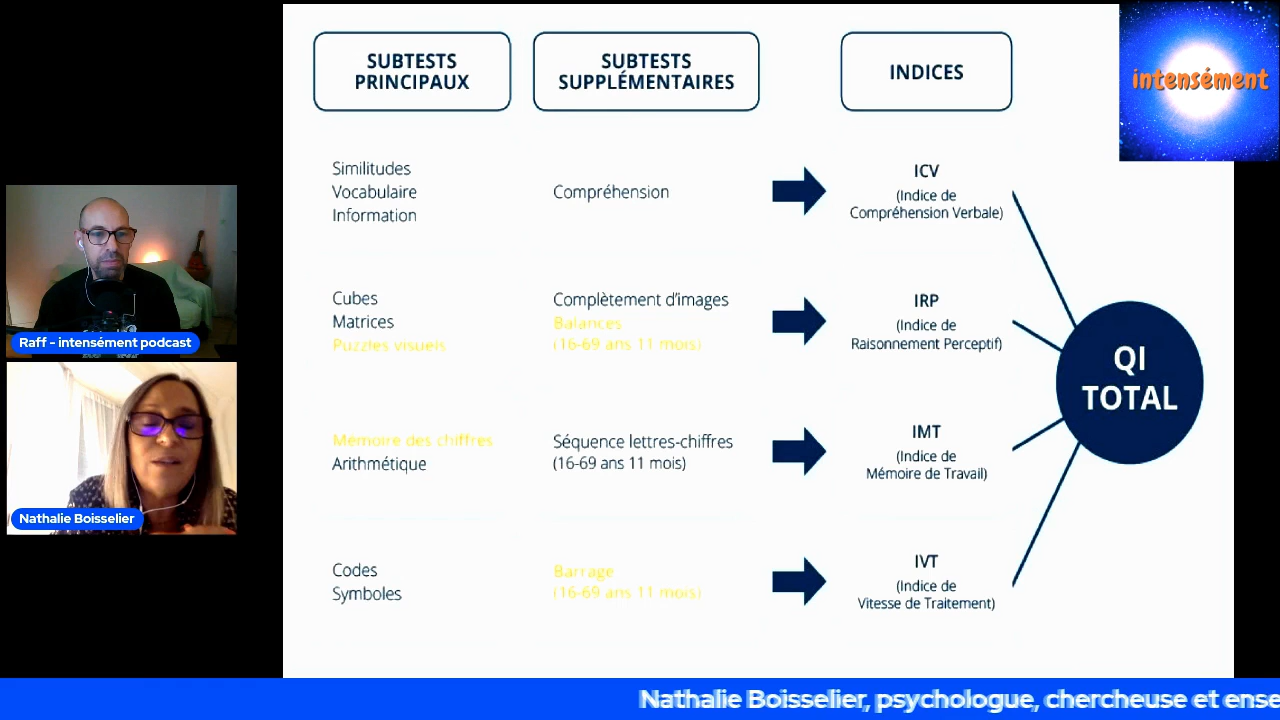 SUBTESTS
PRINCIPAUX
SUBTESTS
SUPPLÉMENTAIRES
INDICES
intensément
Similitudes
Vocabulaire
Information
Compréhension
ICV
(Indice de
Compréhension Verbale)
Cubes
Matrices
Puzzles visuels
Complètement d'images
Balances
(16-69 ans 11 mois)
IRP
(Indice de
Raisonnement Perceptif)
QI
TOTAL
Mémoire des chiffres
Arithmétique
Séquence lettres-chiffres
(16-69 ans 11 mois)
IMT
(Indice de
Mémoire de Travail)
Codes
Symboles
Barrage
(16-69 ans 11 mois)
IVT
(Indice de
Vitesse de Traitement)
Raff - intensément podcast
Nathalie Boisselier
Nathalie Boisselier, psychologue, chercheuse et ense